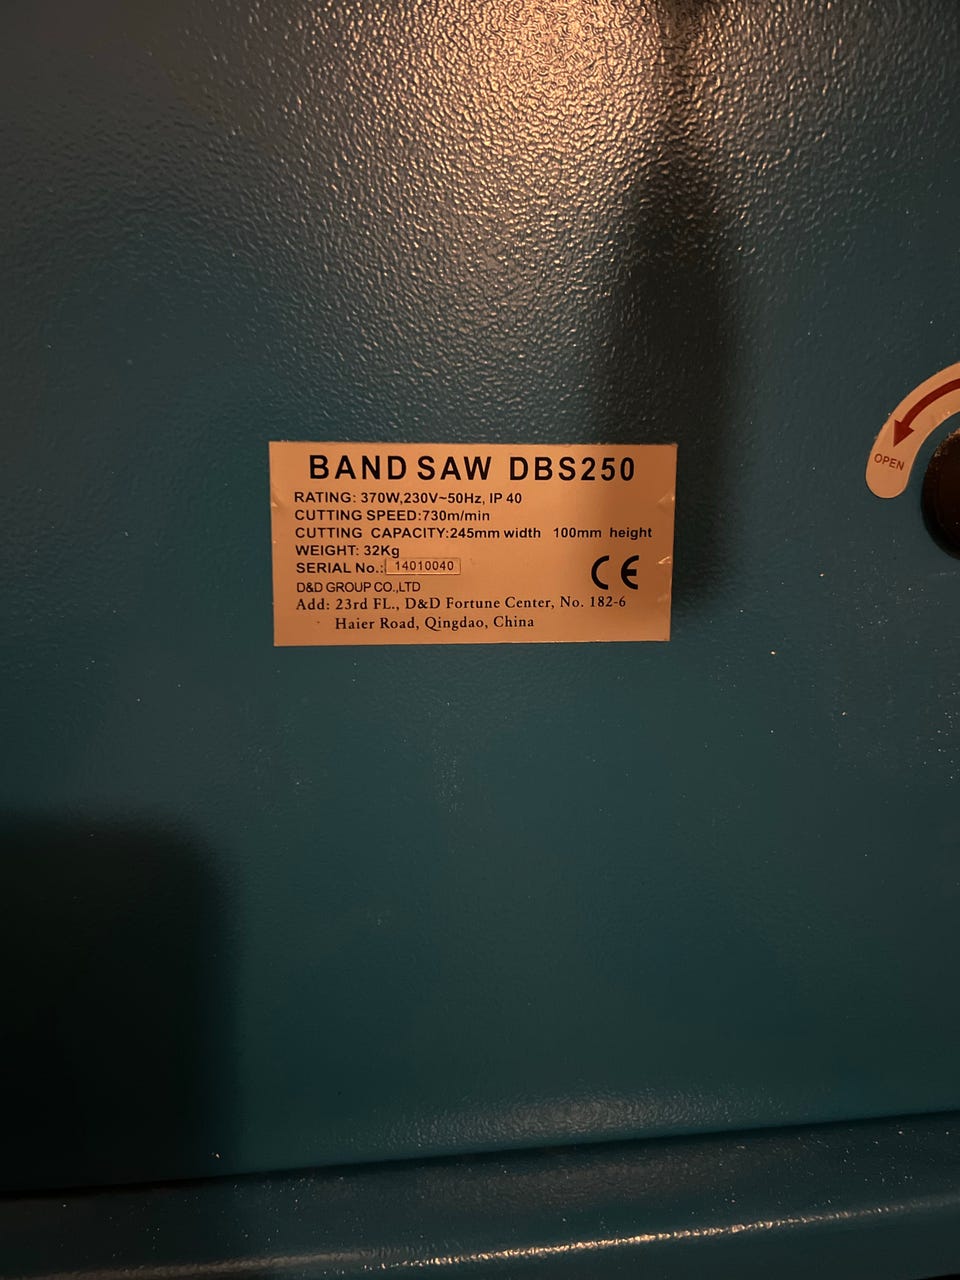 BAND SAW DBS250
RATING: 370W,230V~50Hz, IP 40
CUTTING SPEED:730m/min
CUTTING CAPACITY:245mm width 100mm height
WEIGHT: 32Kg
SERIAL No.: 14010040
CE
D&D GROUP CO.,LTD
Add: 23rd FL., D&D Fortune Center, No. 182-6
Haier Road, Qingdao, China
OPEN